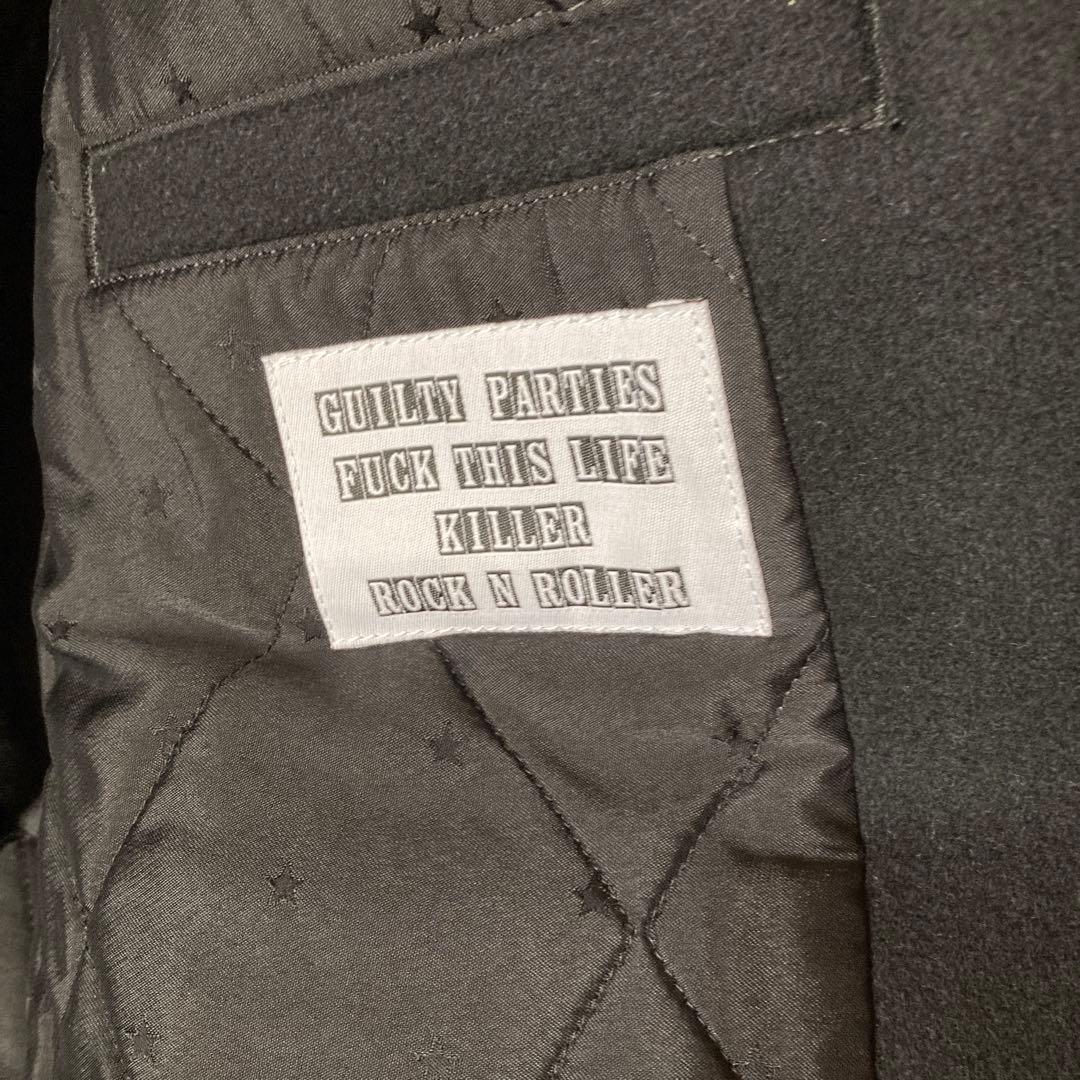 GUILTY PARTIES
FUCK THIS LIFE
KILLER
ROCK N ROLLER